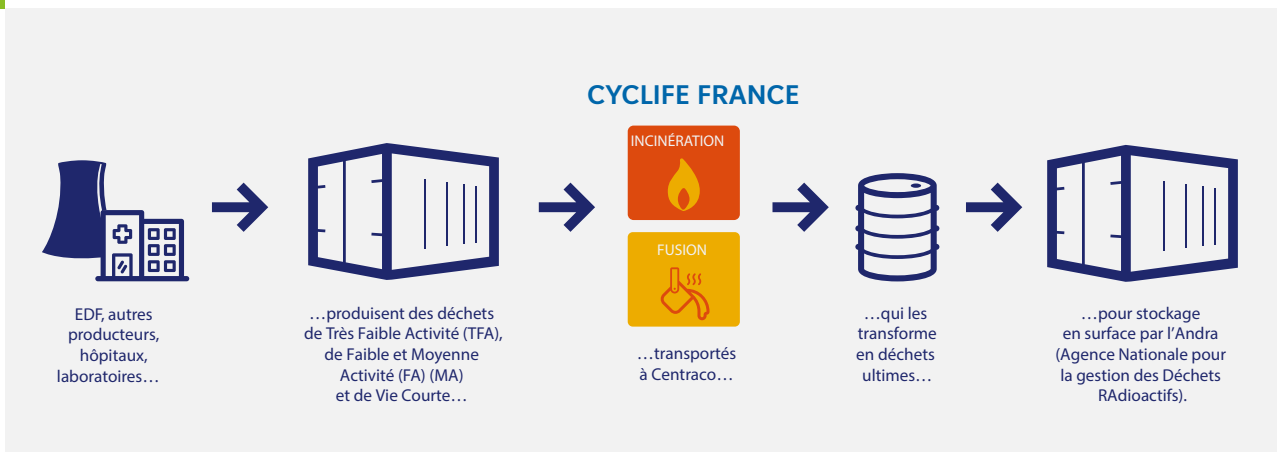 CYCLIFE FRANCE
INCINÉRATION
FUSION
EDF, autres
producteurs,
hôpitaux,
laboratoires…
…produisent des déchets
de Très Faible Activité (TFA),
de Faible et Moyenne
Activité (FA) (MA)
et de Vie Courte…
…transportés
à Centraco…
…qui les
transforme
en déchets
ultimes…
…pour stockage
en surface par l’Andra
(Agence Nationale pour
la gestion des Déchets
RAdioactifs).